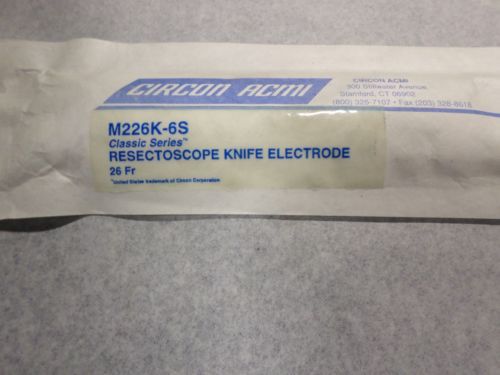 CIRCON ACMI
CIRCON ACMI
300 Stillwater Avenue
Stamford, CT 06902
(800) 325-7107 • Fax (203) 328-8618
M226K-6S
Classic Series™
RESECTOSCOPE KNIFE ELECTRODE
26 Fr
™United States trademark of Circon Corporation